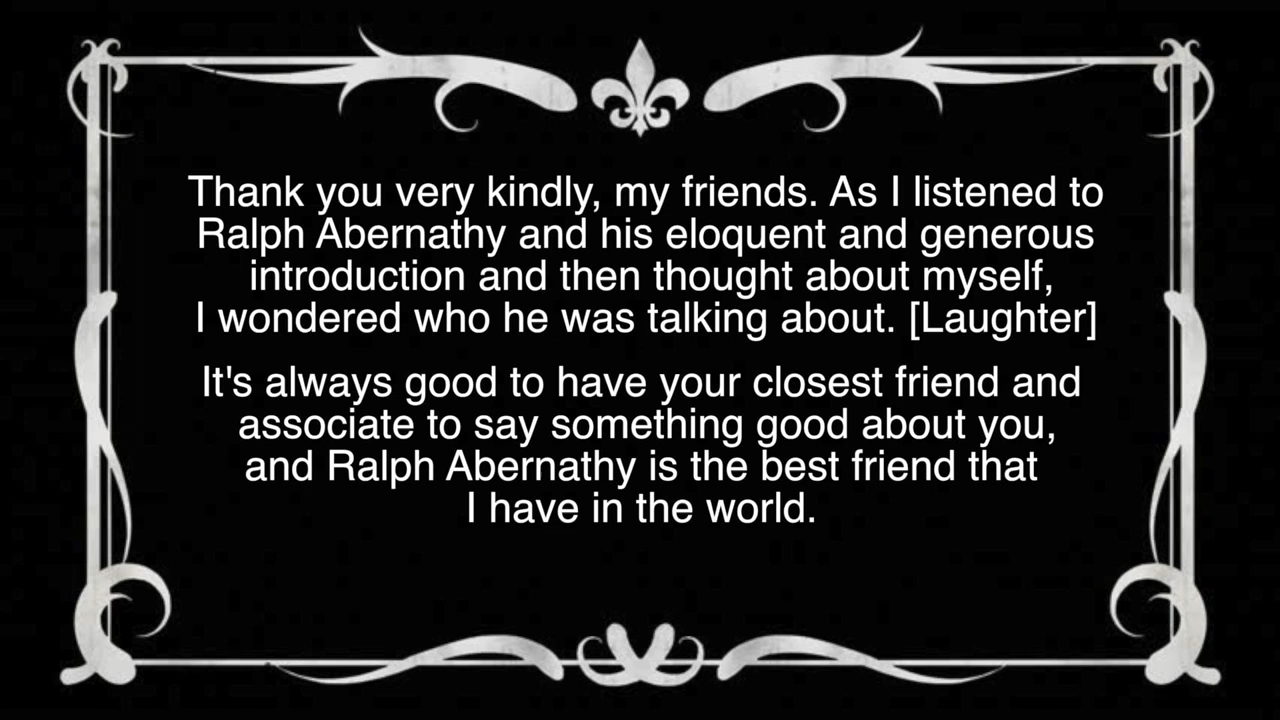 Thank you very kindly, my friends. As I listened to
Ralph Abernathy and his eloquent and generous
introduction and then thought about myself,
I wondered who he was talking about. [Laughter]
It's always good to have your closest friend and
associate to say something good about you,
and Ralph Abernathy is the best friend that
I have in the world.